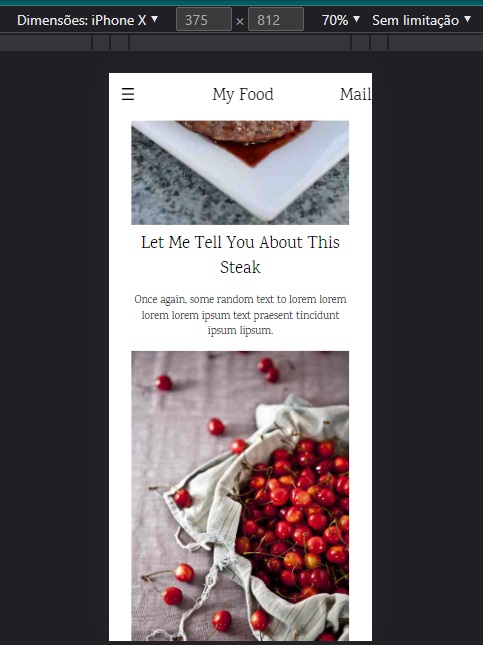 Dimensões: iPhone X ▼ 375 × 812 70% ▼ Sem limitação ▼
☰ My Food Mail
Let Me Tell You About This
Steak
Once again, some random text to lorem lorem
lorem lorem ipsum text praesent tincidunt
ipsum lipsum.